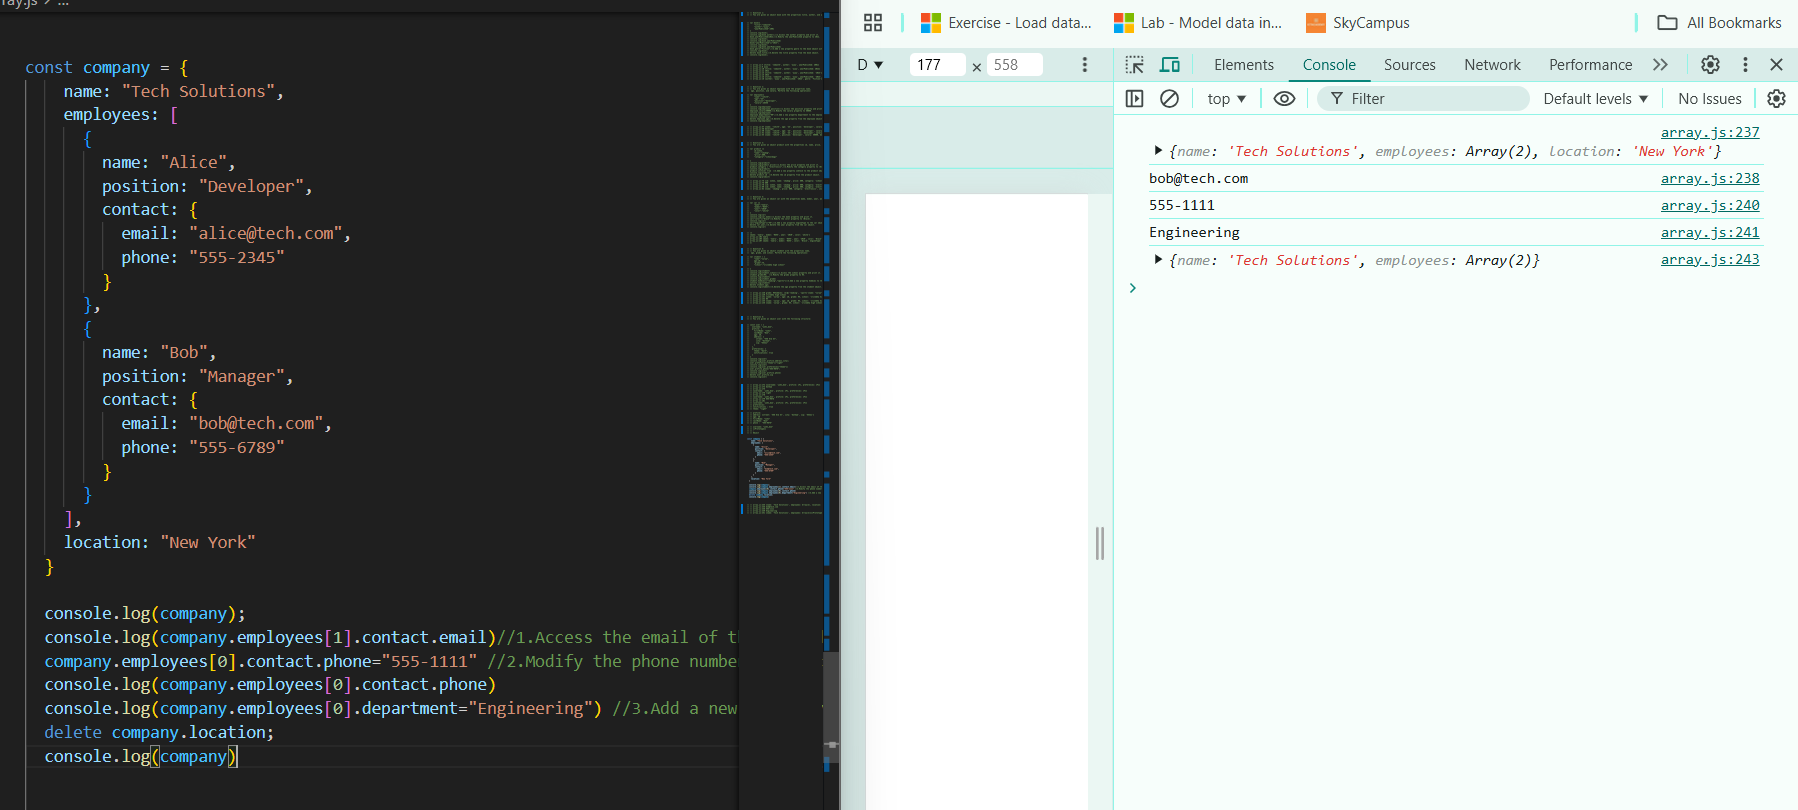 ray.js > ...
const company = {
name: "Tech Solutions",
employees: [
{
name: "Alice",
position: "Developer",
contact: {
email: "alice@tech.com",
phone: "555-2345"
}
},
{
name: "Bob",
position: "Manager",
contact: {
email: "bob@tech.com",
phone: "555-6789"
}
}
],
location: "New York"
}
console.log(company);
console.log(company.employees[1].contact.email)//1.Access the email of
company.employees[0].contact.phone="555-1111" //2.Modify the phone
console.log(company.employees[0].contact.phone)
console.log(company.employees[0].department="Engineering") //3.Add a new
delete company.location;
console.log(company)
Exercise - Load data...
Lab - Model data in...
SkyCampus
All Bookmarks
D ▼ 177 × 558
Elements Console Sources Network Performance »
top ▼ Filter Default levels ▼ No Issues
array.js:237
▶ {name: 'Tech Solutions', employees: Array(2), location: 'New York'}
bob@tech.com array.js:238
555-1111 array.js:240
Engineering array.js:241
▶ {name: 'Tech Solutions', employees: Array(2)} array.js:243
>